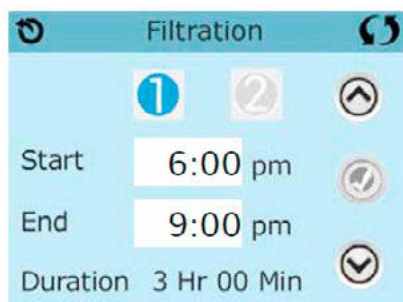 Filtration
1 2
Start 6:00 pm
End 9:00 pm
Duration 3 Hr 00 Min